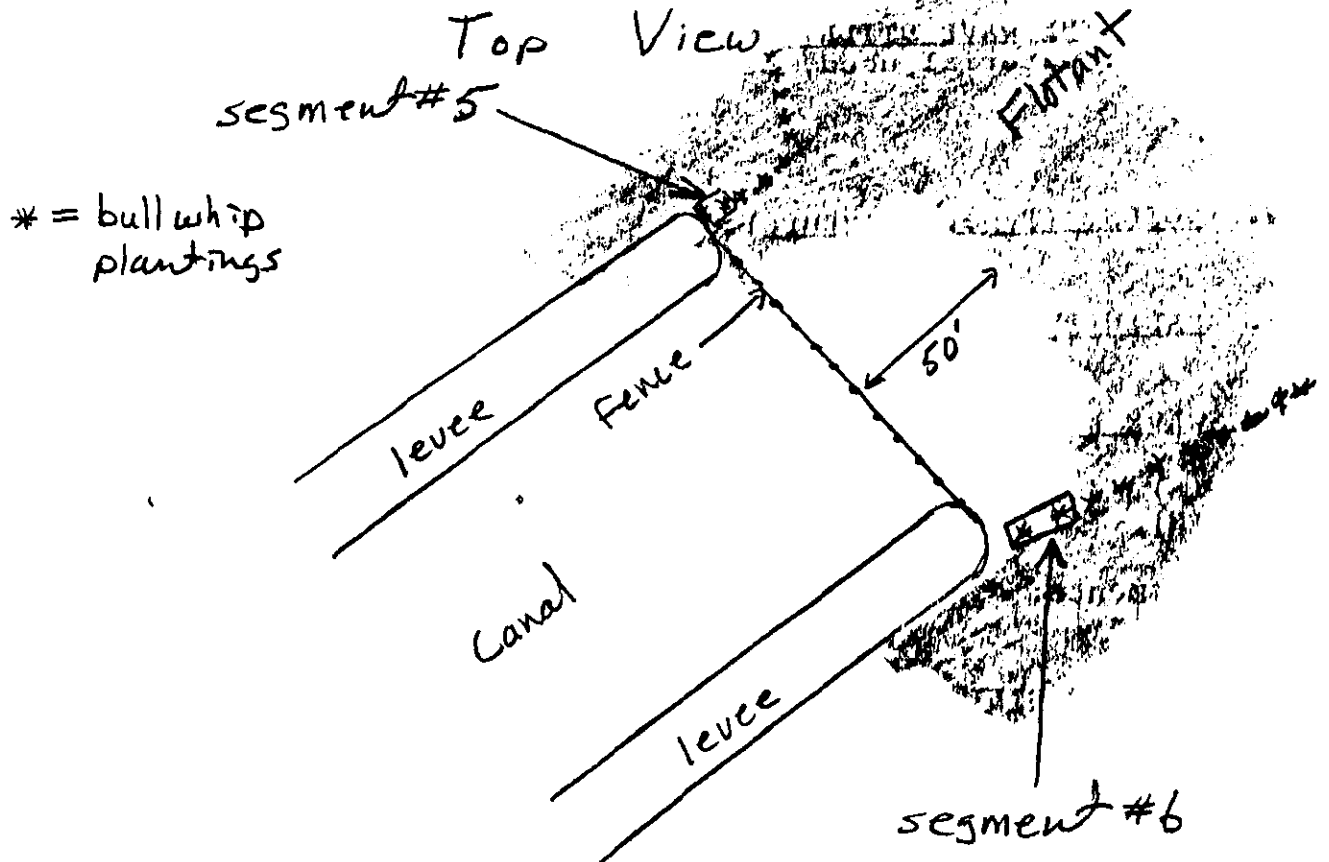 Top View
segment #5
Flotant
* = bullwhip
plantings
50'
Fence
levee
Canal
levee
segment #6